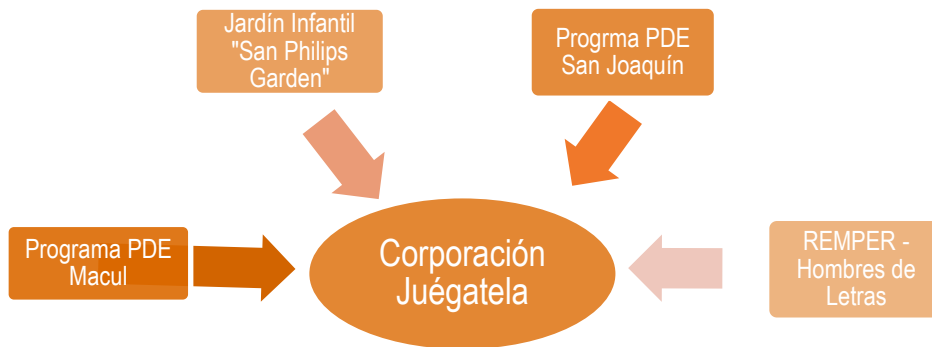 Jardín Infantil
"San Philips
Garden"
Progrma PDE
San Joaquín
Programa PDE
Macul
Corporación
Juégatela
REMPER -
Hombres de
Letras